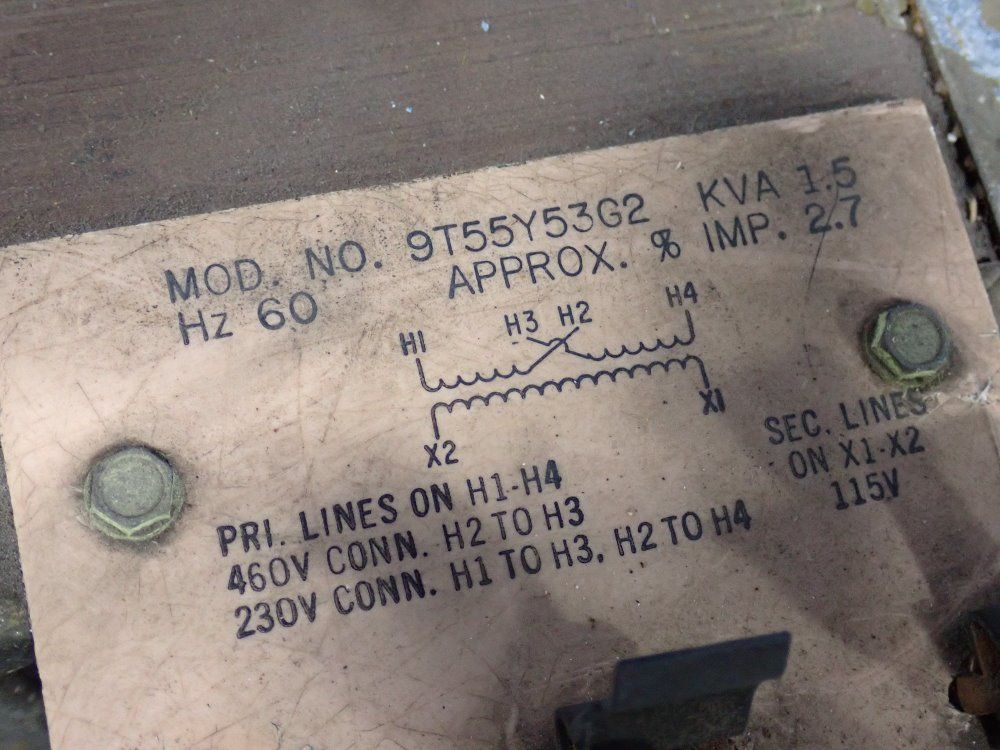 MOD. NO. 9T55Y53G2 KVA 1.5
Hz 60 APPROX. % IMP. 2.7
H1 H3 H2 H4
X2 X1
PRI. LINES ON H1-H4
460V CONN. H2 TO H3
230V CONN. H1 TO H3. H2 TO H4
SEC. LINES
ON X1-X2
115V